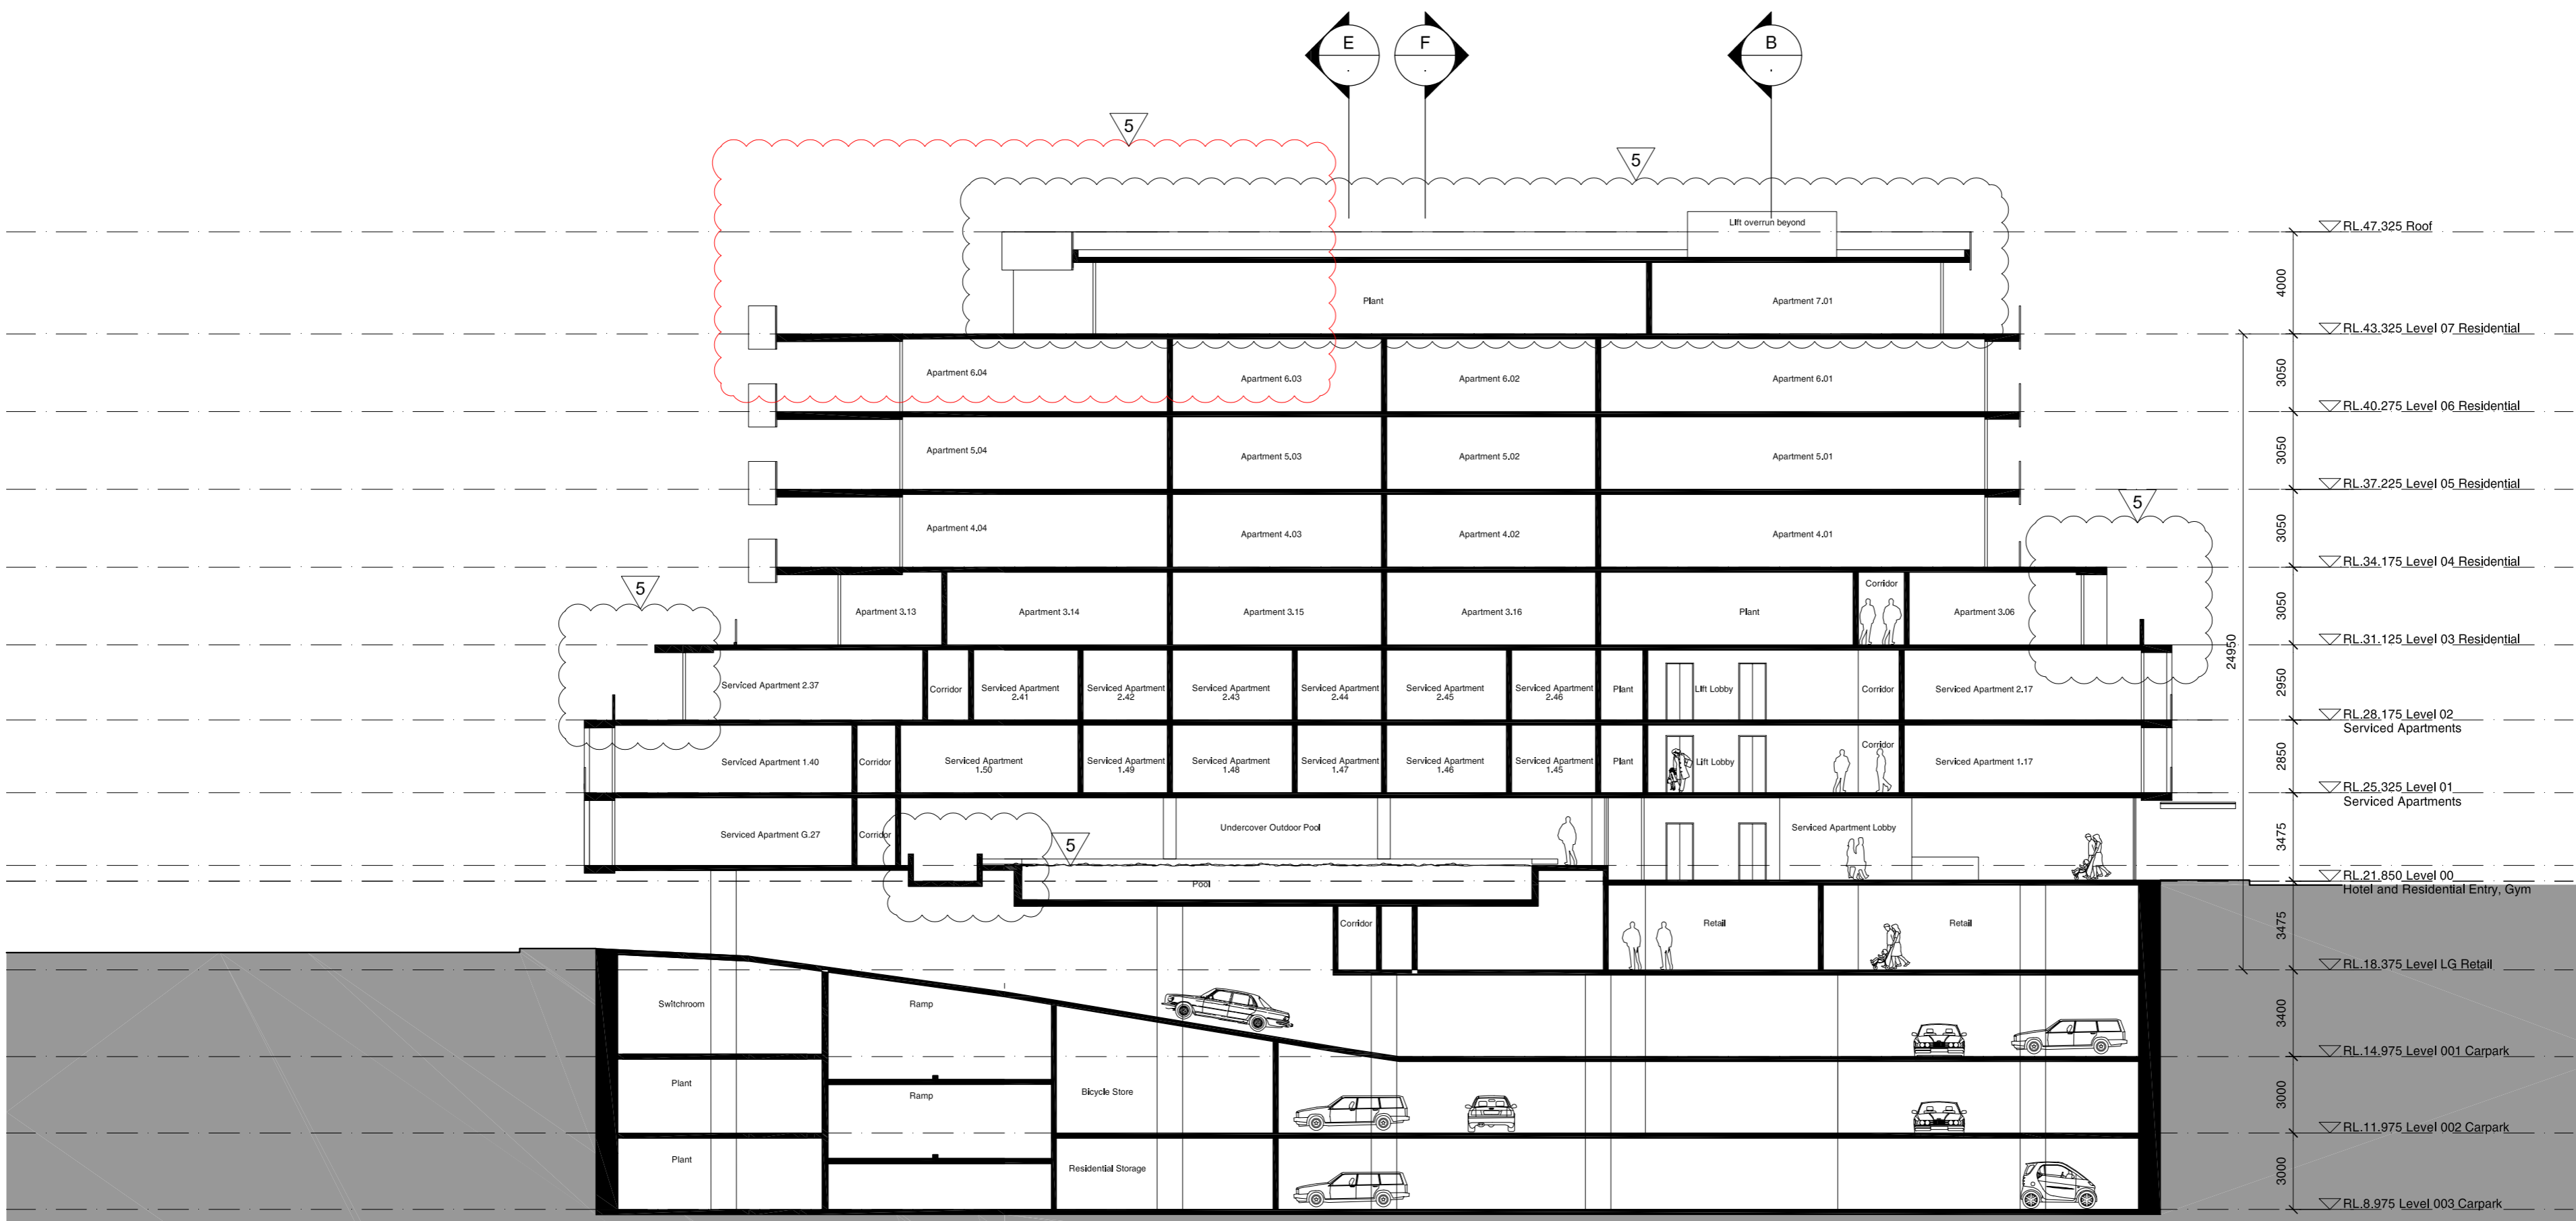 E
F
B
.
.
.
5
5
Lift overrun beyond
RL.47.325 Roof
4000
Plant
Apartment 7.01
RL.43.325 Level 07 Residential
3050
Apartment 6.04
Apartment 6.03
Apartment 6.02
Apartment 6.01
RL.40.275 Level 06 Residential
3050
Apartment 5.04
Apartment 5.03
Apartment 5.02
Apartment 5.01
RL.37.225 Level 05 Residential
5
3050
Apartment 4.04
Apartment 4.03
Apartment 4.02
Apartment 4.01
RL.34.175 Level 04 Residential
5
3050
Corridor
Apartment 3.13
Apartment 3.14
Apartment 3.15
Apartment 3.16
Plant
Apartment 3.06
RL.31.125 Level 03 Residential
24950
2950
Serviced Apartment 2.37
Corridor
Serviced Apartment
2.41
Serviced Apartment
2.42
Serviced Apartment
2.43
Serviced Apartment
2.44
Serviced Apartment
2.45
Serviced Apartment
2.46
Plant
Lift Lobby
Corridor
Serviced Apartment 2.17
RL.28.175 Level 02
Serviced Apartments
2850
Serviced Apartment 1.40
Corridor
Serviced Apartment
1.50
Serviced Apartment
1.49
Serviced Apartment
1.48
Serviced Apartment
1.47
Serviced Apartment
1.46
Serviced Apartment
1.45
Plant
Lift Lobby
Corridor
Serviced Apartment 1.17
RL.25.325 Level 01
Serviced Apartments
3475
Serviced Apartment G.27
Corridor
Undercover Outdoor Pool
Serviced Apartment Lobby
5
Pool
RL.21.850 Level 00
Hotel and Residential Entry, Gym
3475
Corridor
Retail
Retail
RL.18.375 Level LG Retail
3400
Switchroom
Ramp
RL.14.975 Level 001 Carpark
3000
Plant
Ramp
Bicycle Store
RL.11.975 Level 002 Carpark
3000
Plant
Residential Storage
RL.8.975 Level 003 Carpark